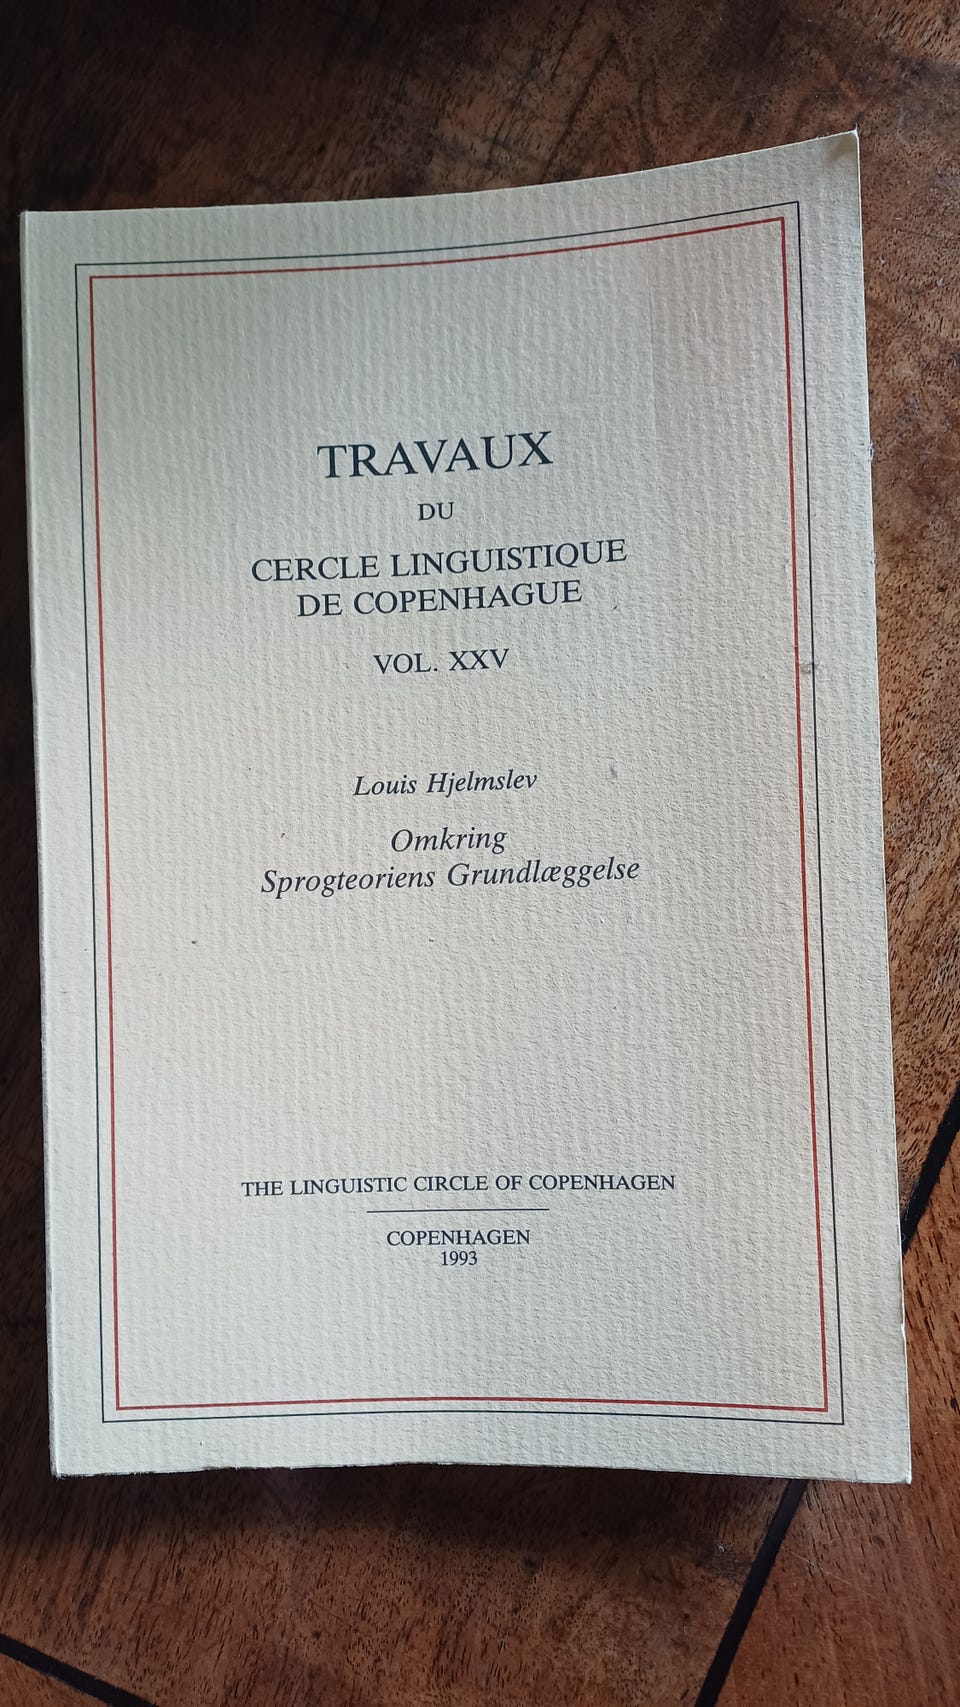 TRAVAUX
DU
CERCLE LINGUISTIQUE
DE COPENHAGUE
VOL. XXV
Louis Hjelmslev
Omkring
Sprogteoriens Grundlæggelse
THE LINGUISTIC CIRCLE OF COPENHAGEN
COPENHAGEN
1993